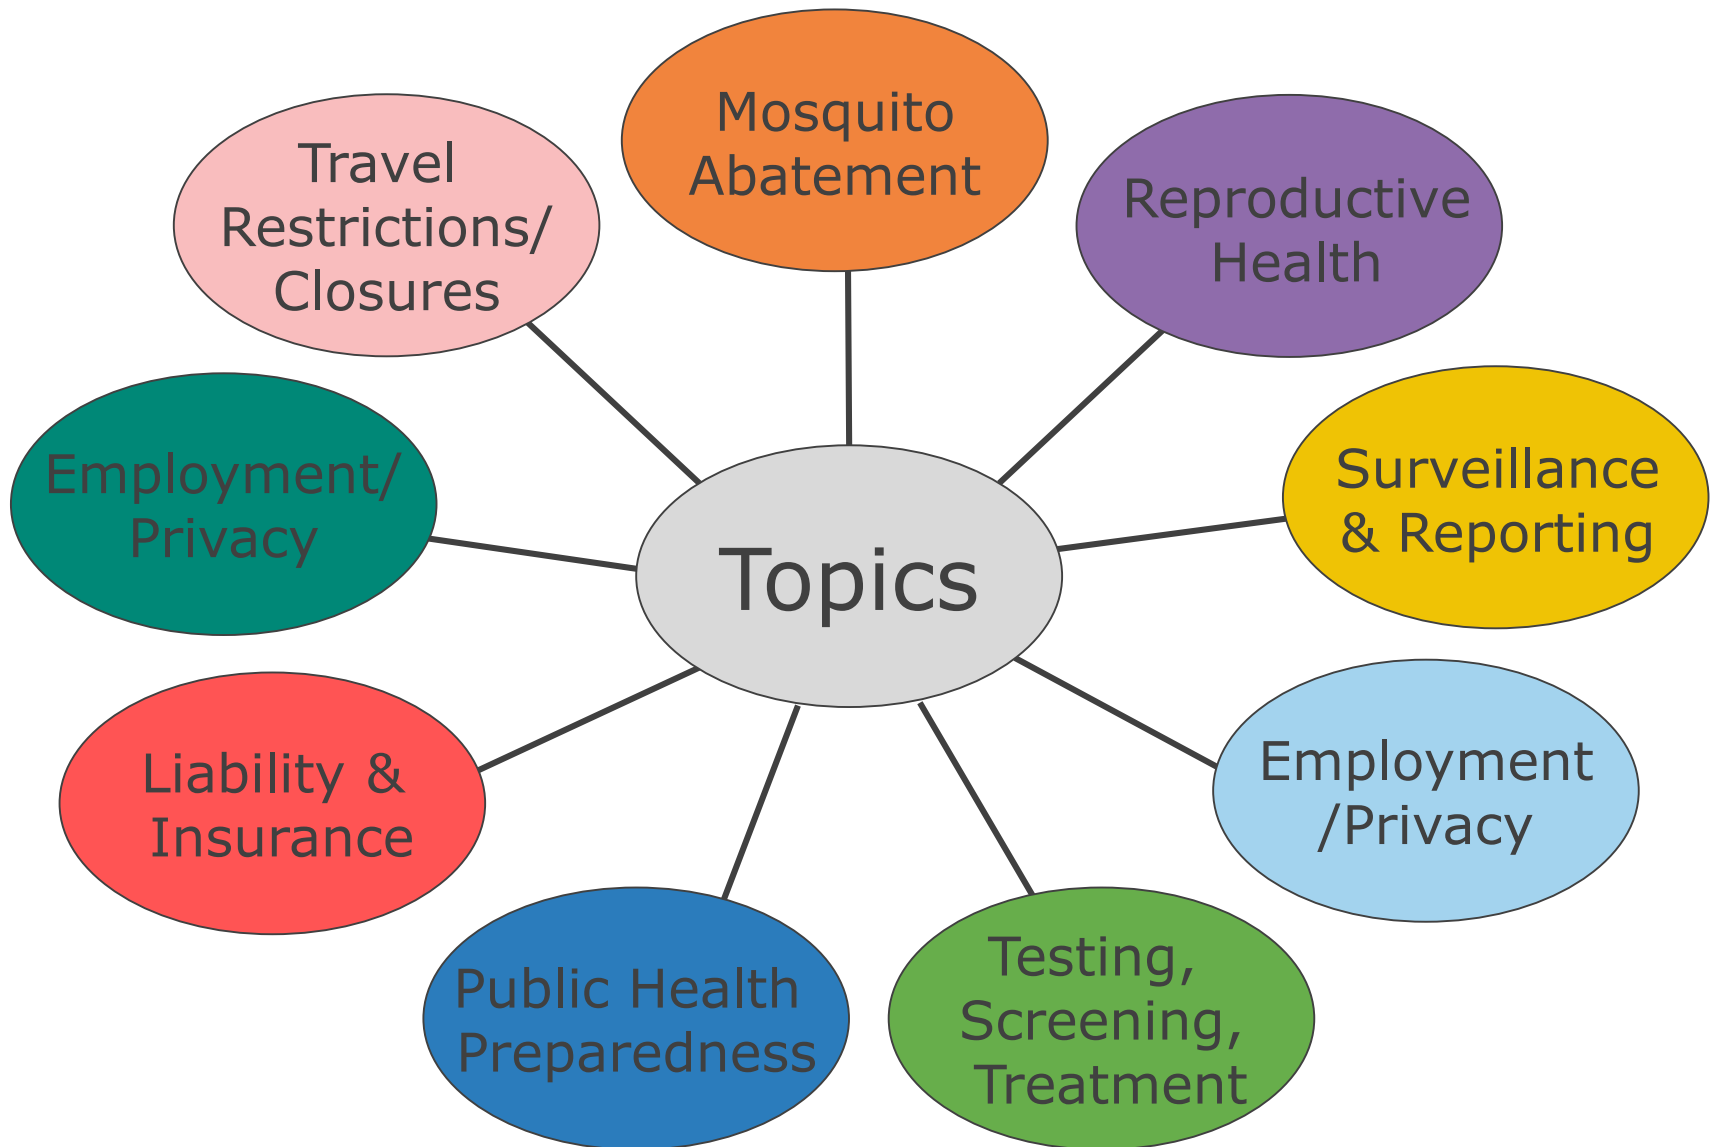 Mosquito
Abatement
Travel
Restrictions/
Closures
Reproductive
Health
Employment/
Privacy
Surveillance
& Reporting
Topics
Liability &
Insurance
Employment
/Privacy
Public Health
Preparedness
Testing,
Screening,
Treatment